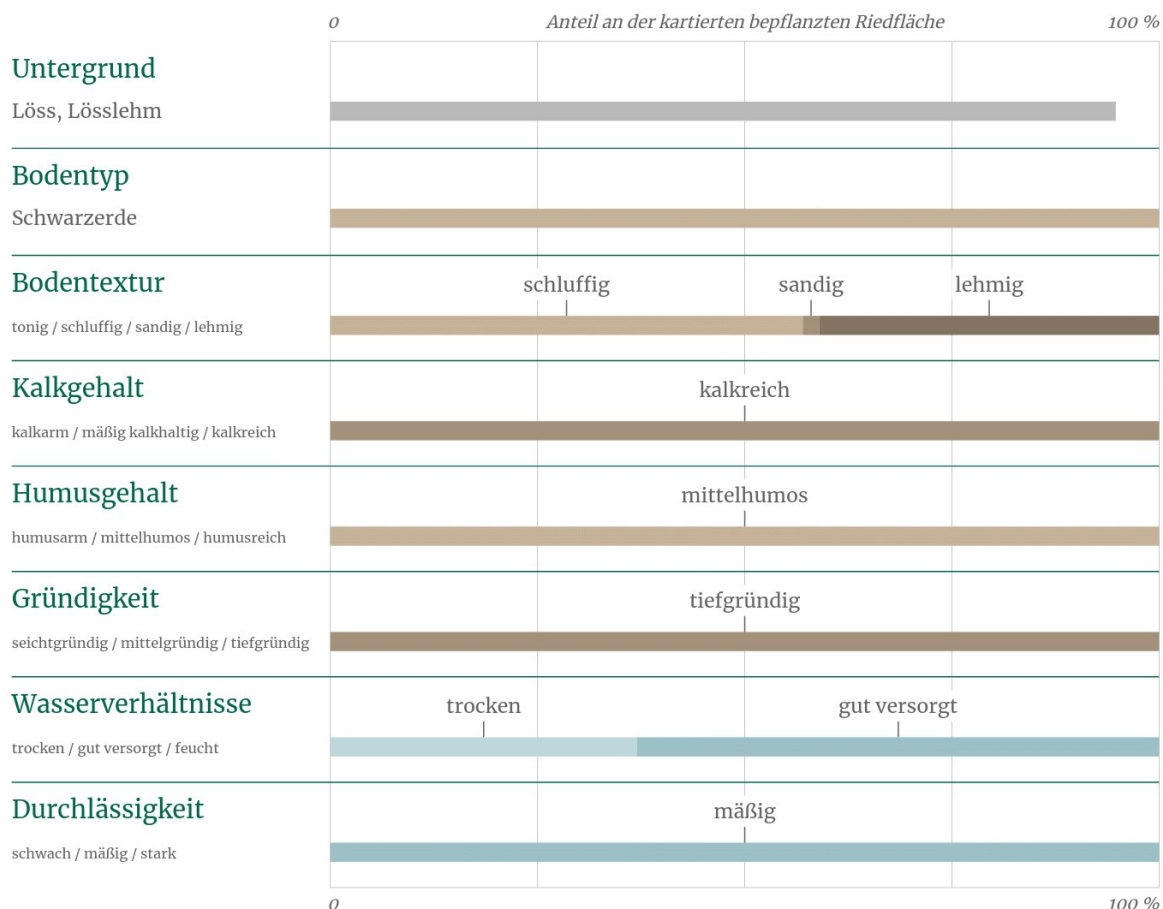 0 Anteil an der kartierten bepflanzten Riedfläche 100 %
Untergrund
Löss, Lösslehm
Bodentyp
Schwarzerde
Bodentextur
schluffig sandig lehmig
tonig / schluffig / sandig / lehmig
Kalkgehalt
kalkreich
kalkarm / mäßig kalkhaltig / kalkreich
Humusgehalt
mittelhumos
humusarm / mittelhumos / humusreich
Gründigkeit
tiefgründig
seichtgründig / mittelgründig / tiefgründig
Wasserverhältnisse
trocken gut versorgt
trocken / gut versorgt / feucht
Durchlässigkeit
mäßig
schwach / mäßig / stark
0 100 %